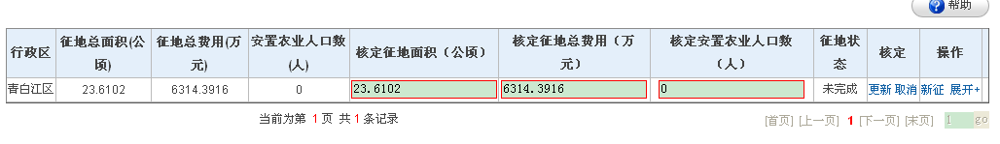 帮助
行政区 征地总面积(公顷) 征地总费用(万元) 安置农业人口数(人) 核定征地面积（公顷） 核定征地总费用（万元） 核定安置农业人口数（人） 征地状态 核定 操作
青白江区 23.6102 6314.3916 0 23.6102 6314.3916 0 未完成 更新 取消 新征 展开+
当前为第 1 页 共 1 条记录 [首页] [上一页] 1 [下一页] [末页] 1 go